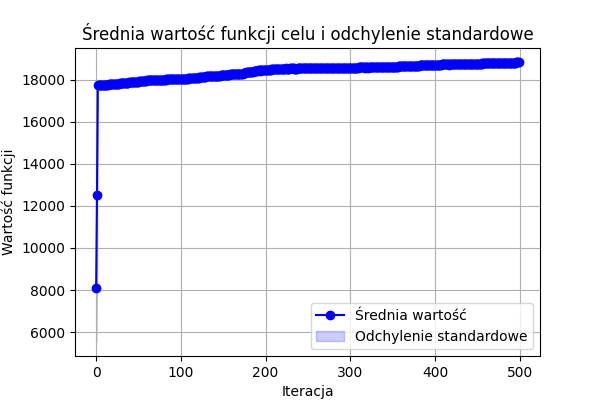 Średnia wartość funkcji celu i odchylenie standardowe
Wartość funkcji
18000
16000
14000
12000
10000
8000
6000
Średnia wartość
Odchylenie standardowe
0
100
200
300
400
500
Iteracja